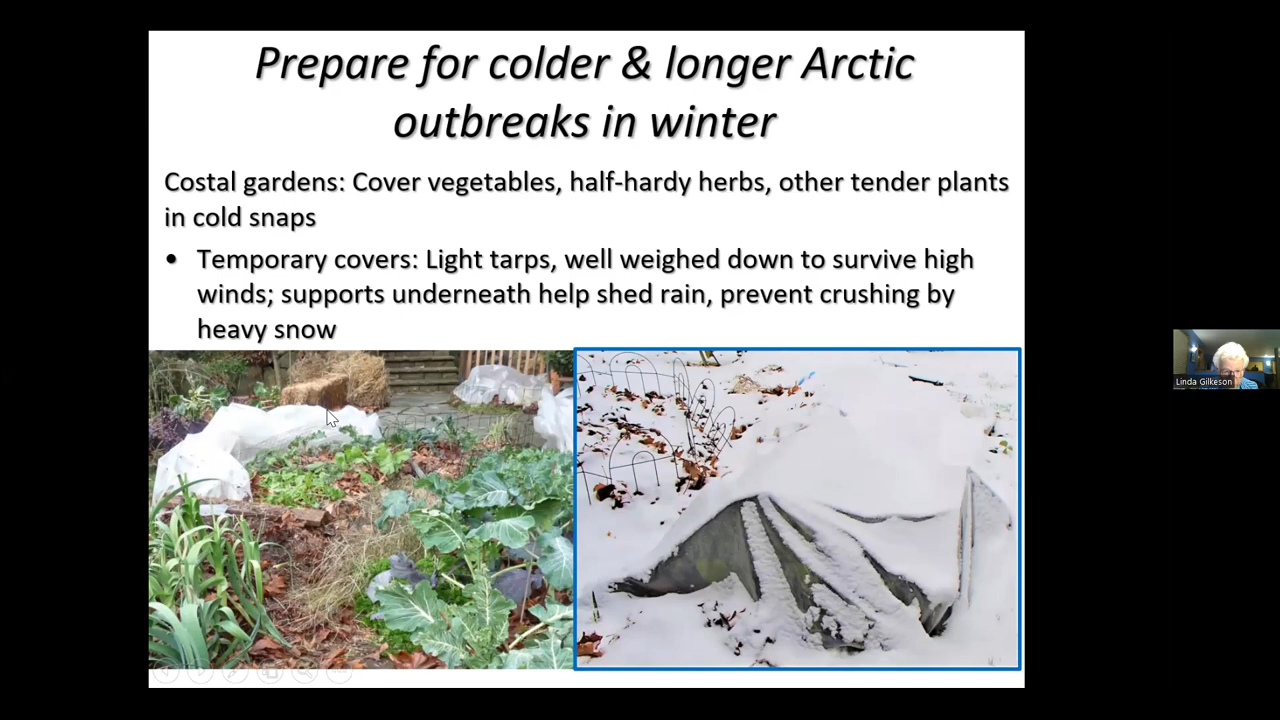 Prepare for colder & longer Arctic
outbreaks in winter
Costal gardens: Cover vegetables, half-hardy herbs, other tender plants
in cold snaps
• Temporary covers: Light tarps, well weighed down to survive high
winds; supports underneath help shed rain, prevent crushing by
heavy snow
Linda Gilkeson